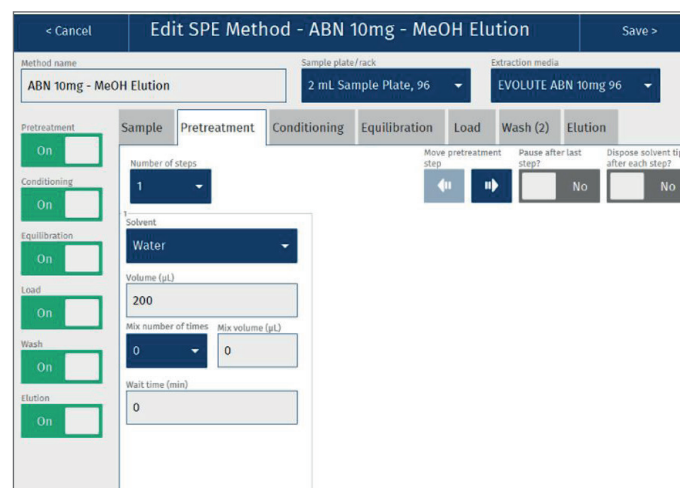 < Cancel
Edit SPE Method - ABN 10mg - MeOH Elution
Save >
Method name
Sample plate/rack
Extraction media
ABN 10mg - MeOH Elution
2 mL Sample Plate, 96
EVOLUTE ABN 10mg 96
Pretreatment
On
Conditioning
On
Equilibration
On
Load
On
Wash
On
Elution
On
Sample
Pretreatment
Conditioning
Equilibration
Load
Wash (2)
Elution
Number of steps
1
Move pretreatment
step
Pause after last
step?
No
Dispose solvent
after each step?
No
1
Solvent
Water
Volume (µL)
200
Mix number of times
0
Mix volume (µL)
0
Wait time (min)
0